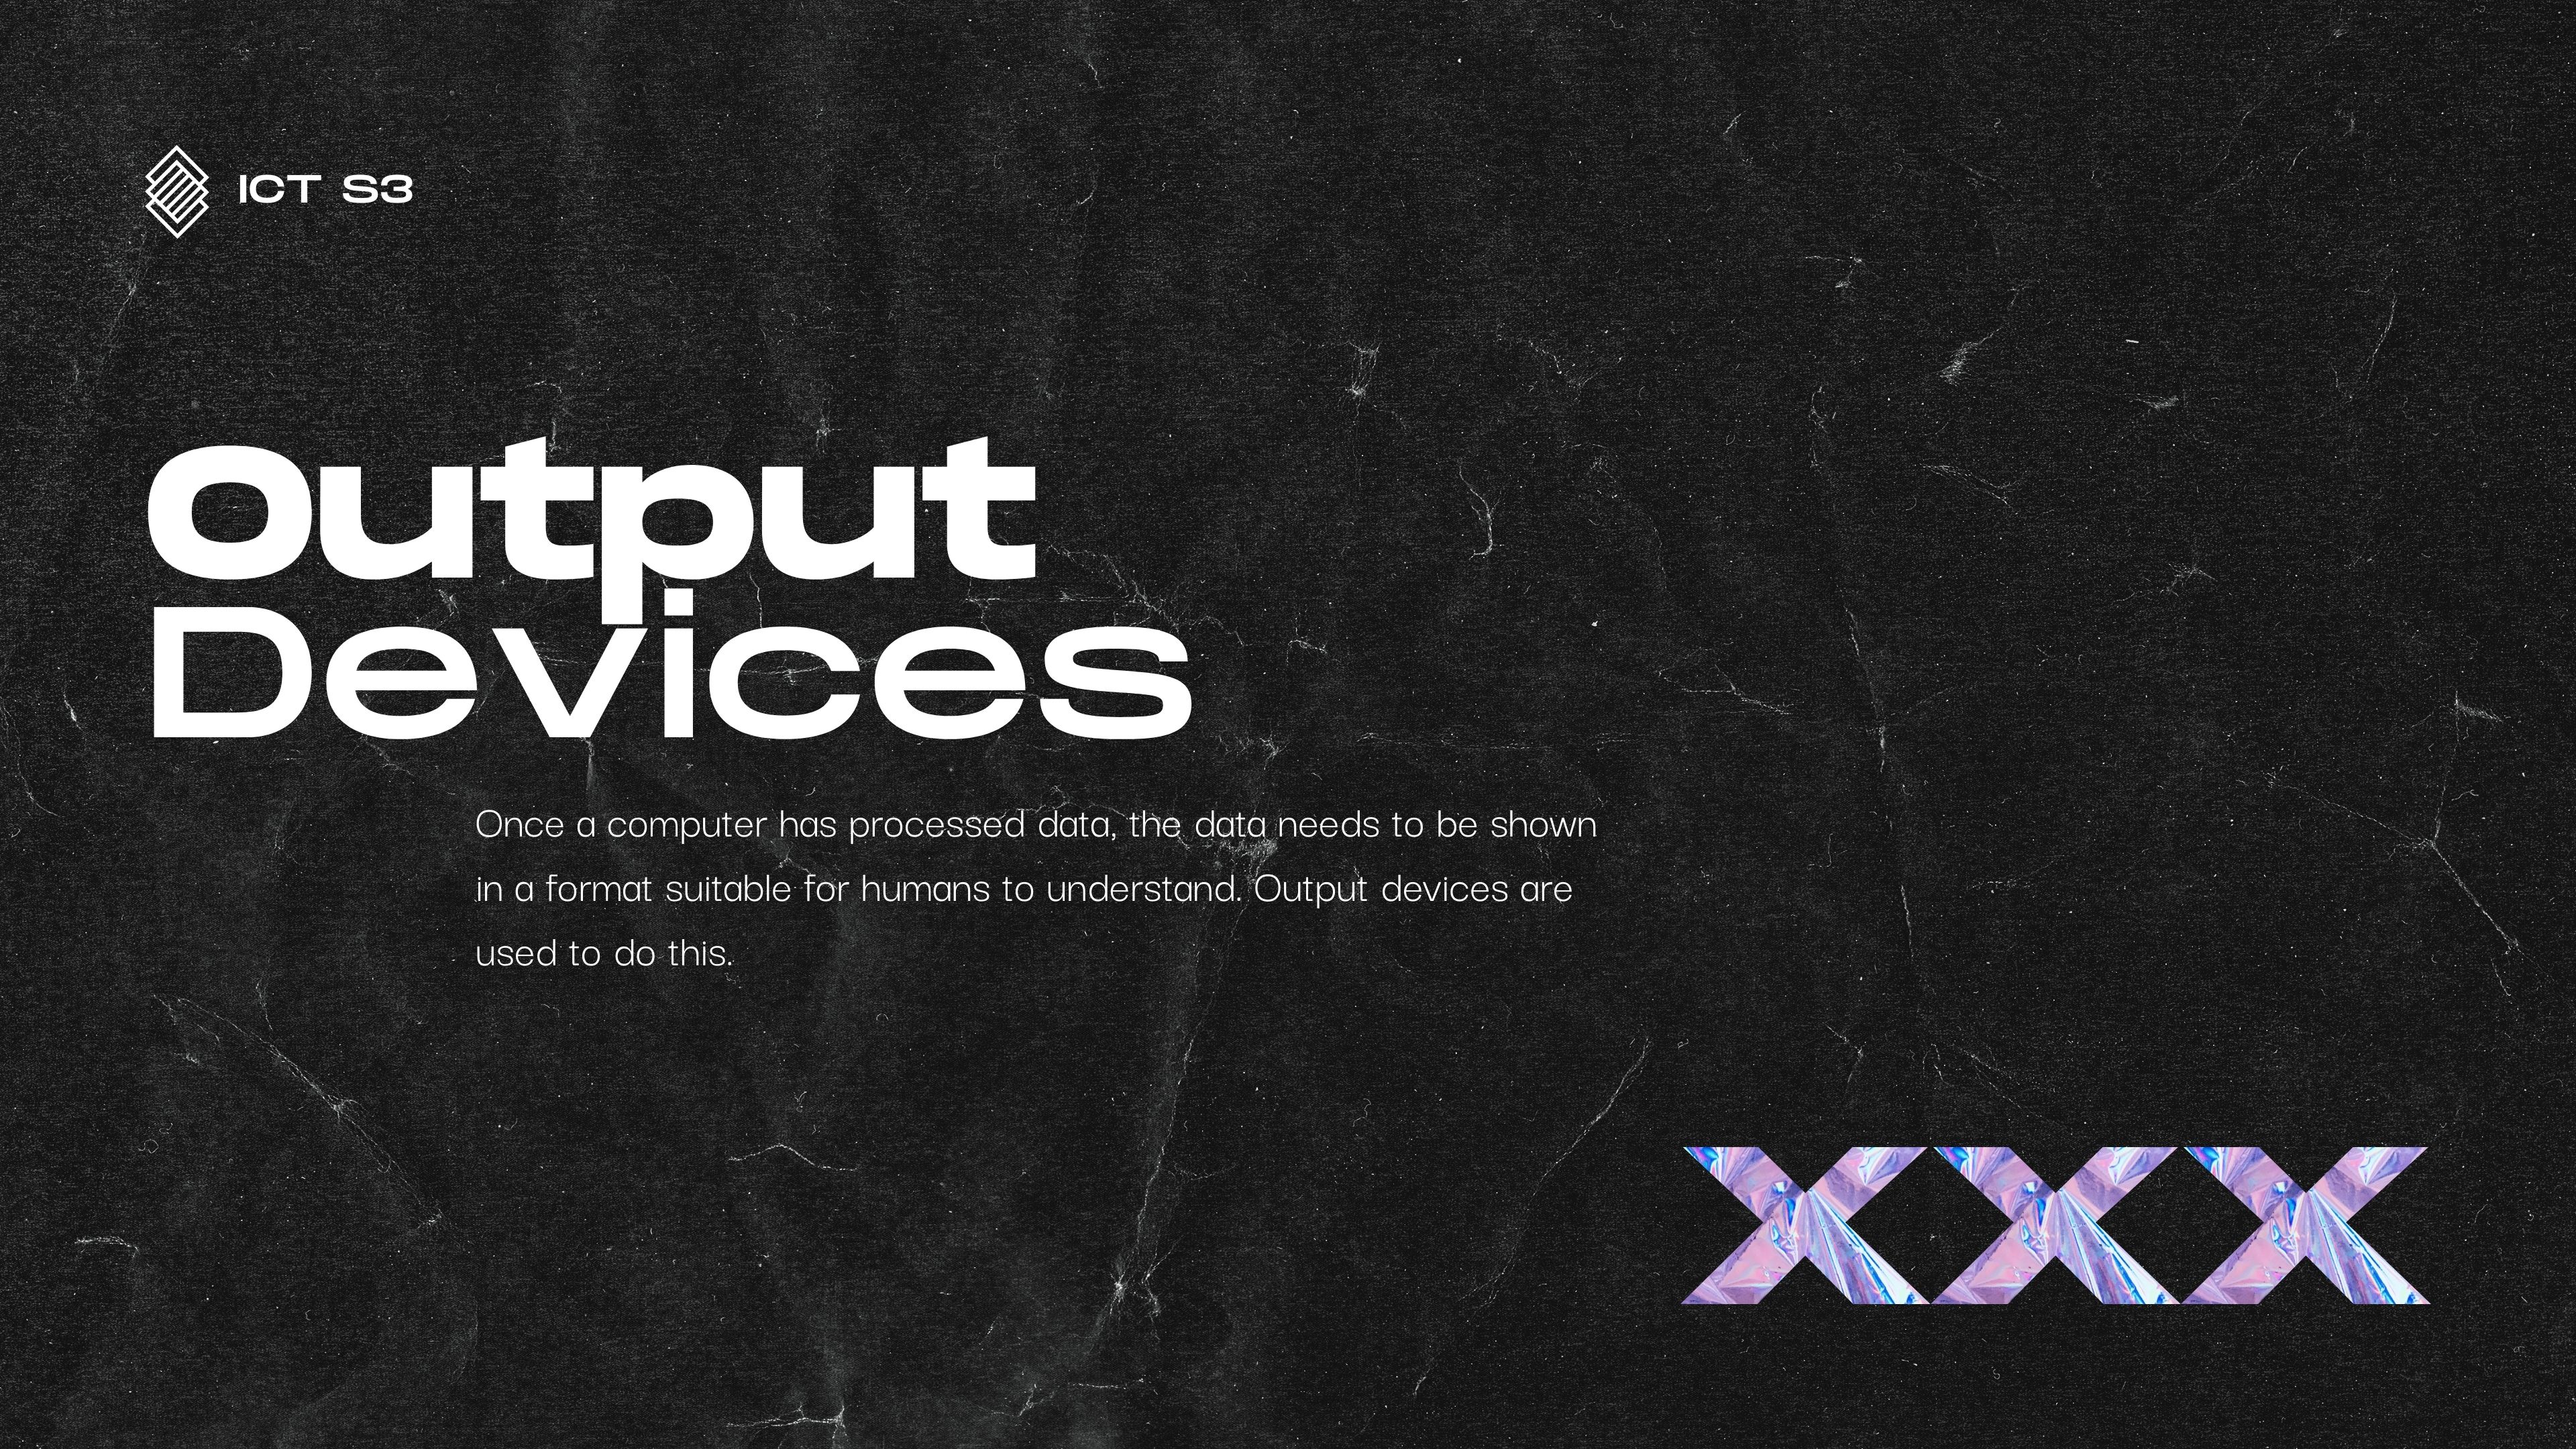 ICT S3
output
Devices
Once a computer has processed data, the data needs to be shown
in a format suitable for humans to understand. Output devices are
used to do this.
XXX